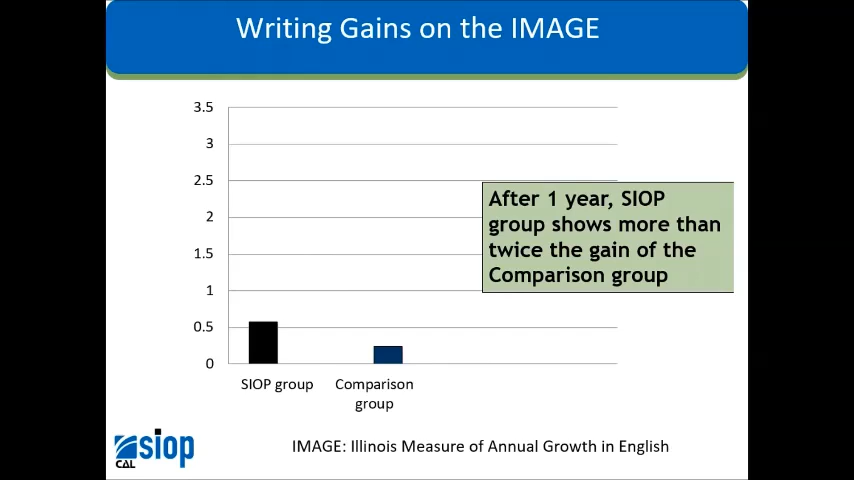 Writing Gains on the IMAGE
3.5
3
2.5
2
1.5
1
0.5
0
After 1 year, SIOP
group shows more than
twice the gain of the
Comparison group
SIOP group
Comparison
group
CAL siop
IMAGE: Illinois Measure of Annual Growth in English